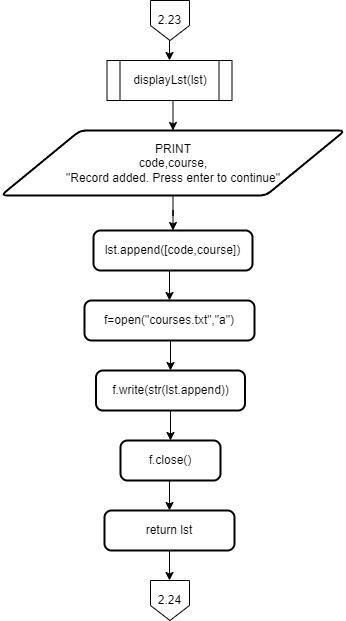 2.23
displayLst(lst)
PRINT
code,course,
"Record added. Press enter to continue"
lst.append([code,course])
f=open("courses.txt","a")
f.write(str(lst.append))
f.close()
return lst
2.24